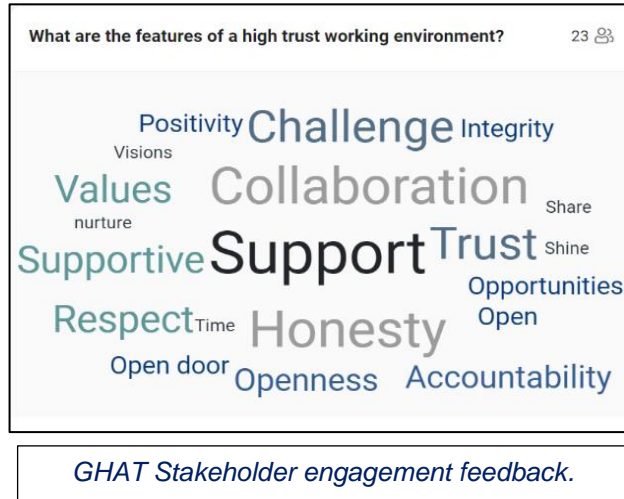 What are the features of a high trust working environment? 23
Positivity Challenge Integrity
Visions
Values Collaboration
Share
nurture
Supportive Support Trust Shine
Opportunities
Respect Time Honesty Open
Open door Openness Accountability
GHAT Stakeholder engagement feedback.